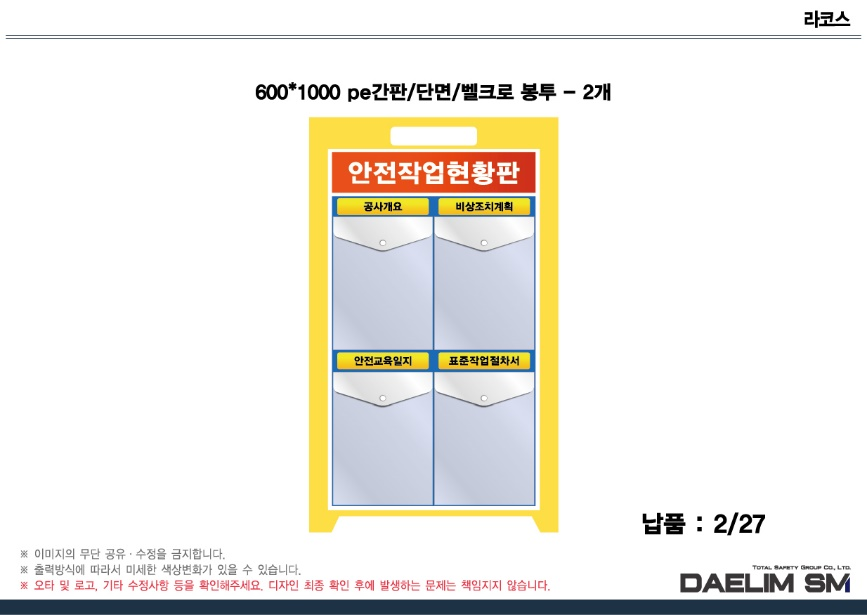 라코스
600*1000 pe간판/단면/벨크로 봉투 - 2개
안전작업현황판
공사개요 비상조치계획
안전교육일지 표준작업절차서
납품 : 2/27
※ 이미지의 무단 공유 · 수정을 금지합니다.
※ 출력방식에 따라서 미세한 색상변화가 있을 수 있습니다.
※ 오타 및 로고, 기타 수정사항 등을 확인해주세요. 디자인 최종 확인 후에 발생하는 문제는 책임지지 않습니다.
TOTAL SAFETY GROUP CO., LTD.
DAELIM SM